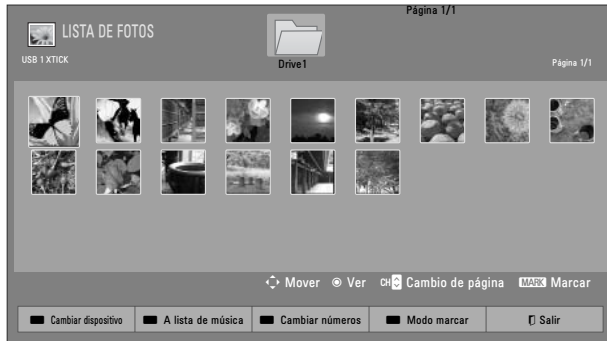 Página 1/1
LISTA DE FOTOS
USB 1 XTICK
Drive1
Página 1/1
Mover Ver CH Cambio de página MARK Marcar
Cambiar dispositivo A lista de música Cambiar números Modo marcar Salir